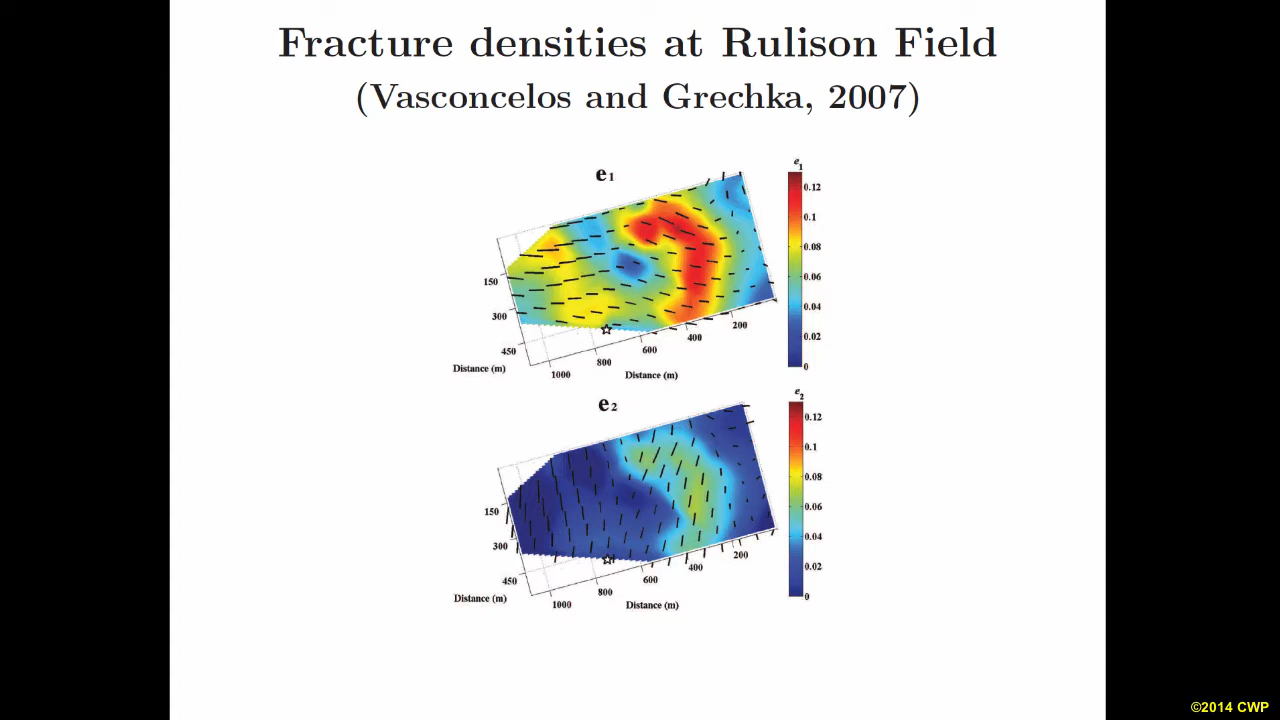 Fracture densities at Rulison Field
(Vasconcelos and Grechka, 2007)
e1
e1
0.12
0.1
0.08
0.06
0.04
0.02
0
150
300
450
Distance (m)
1000
800
600
400
200
Distance (m)
e2
e2
0.12
0.1
0.08
0.06
0.04
0.02
0
150
300
450
Distance (m)
1000
800
600
400
200
Distance (m)
©2014 CWP